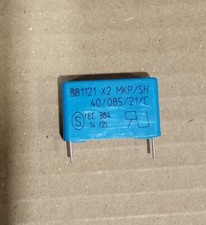 B81121 X2 MKP/SH
40/085/21/C
S IEC 384
14 (2)